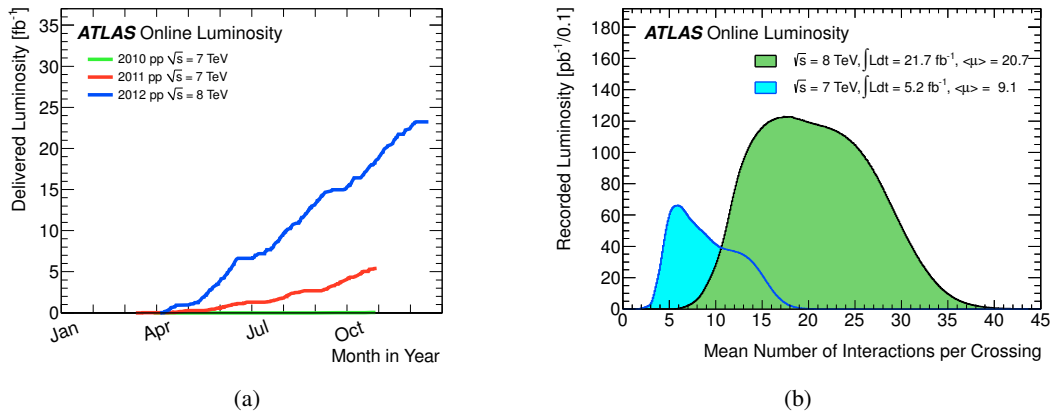 Delivered Luminosity [fb⁻¹]
35
30
25
20
15
10
5
0
ATLAS Online Luminosity
2010 pp √s = 7 TeV
2011 pp √s = 7 TeV
2012 pp √s = 8 TeV
Jan Apr Jul Oct
Month in Year
(a)
Recorded Luminosity [pb⁻¹/0.1]
180
160
140
120
100
80
60
40
20
0
ATLAS Online Luminosity
√s = 8 TeV, ∫Ldt = 21.7 fb⁻¹, <μ> = 20.7
√s = 7 TeV, ∫Ldt = 5.2 fb⁻¹, <μ> = 9.1
0 5 10 15 20 25 30 35 40 45
Mean Number of Interactions per Crossing
(b)